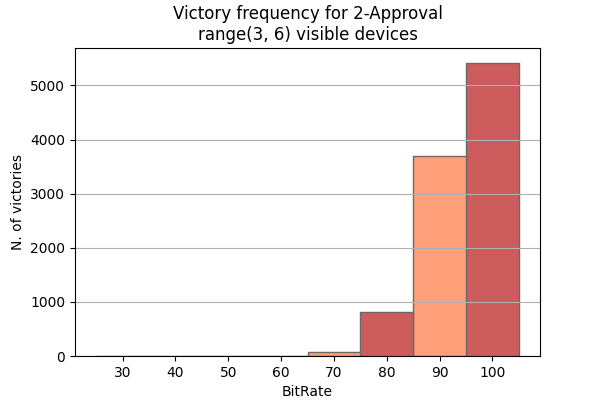 Victory frequency for 2-Approval
range(3, 6) visible devices
N. of victories
5000
4000
3000
2000
1000
0
30 40 50 60 70 80 90 100
BitRate